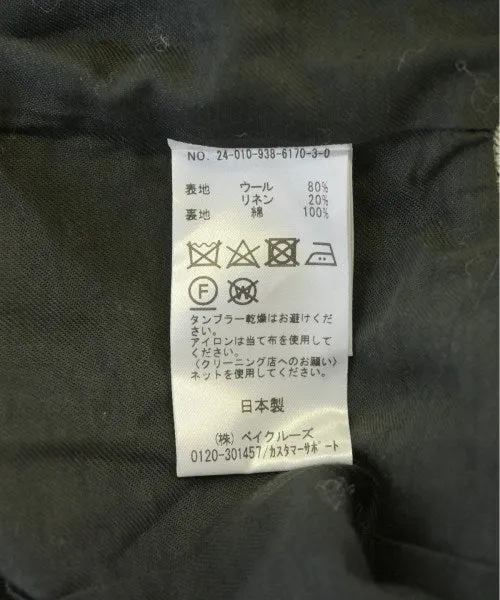 NO. 24-010-938-6170-3-0
表地 ウール 80%
リネン 20%
裏地 綿 100%
F W
タンブラー乾燥はお避けくだ
さい。
アイロンは当て布を使用して
ください。
〈クリーニング店へのお願い〉
ネットを使用してください。
日本製
(株) ベイクルーズ
0120-301457/カスタマーサポート